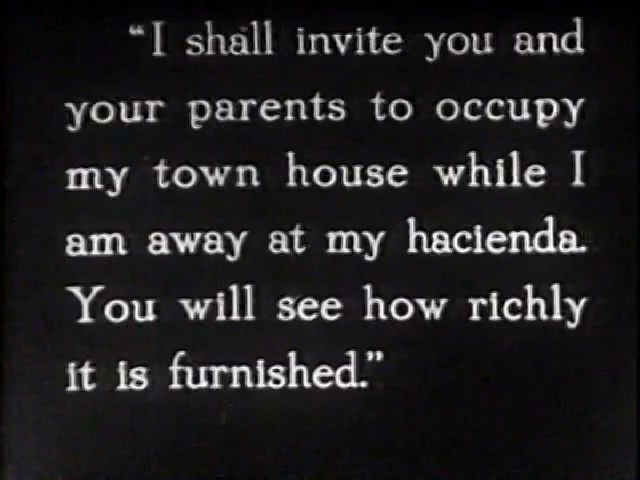 “I shall invite you and
your parents to occupy
my town house while I
am away at my hacienda.
You will see how richly
it is furnished.”